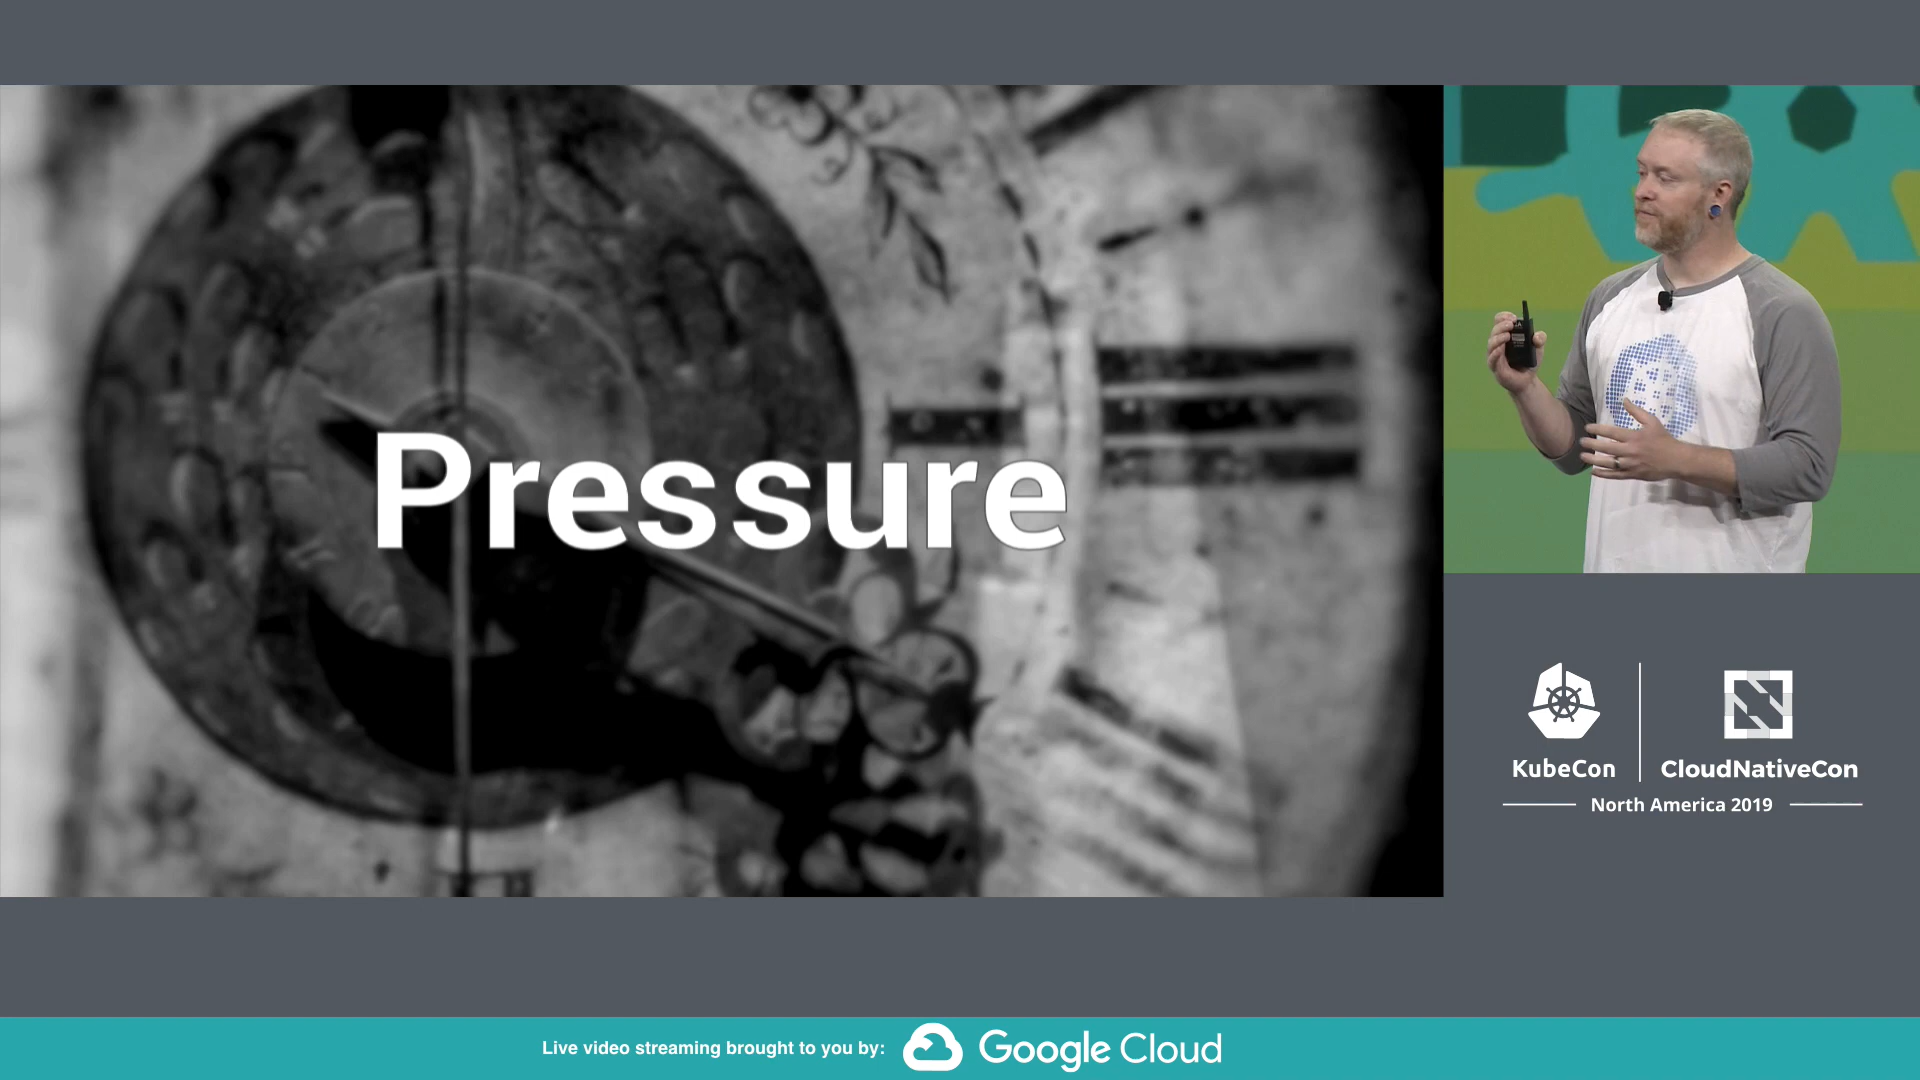 Pressure
KubeCon
CloudNativeCon
North America 2019
Live video streaming brought to you by:
Google Cloud